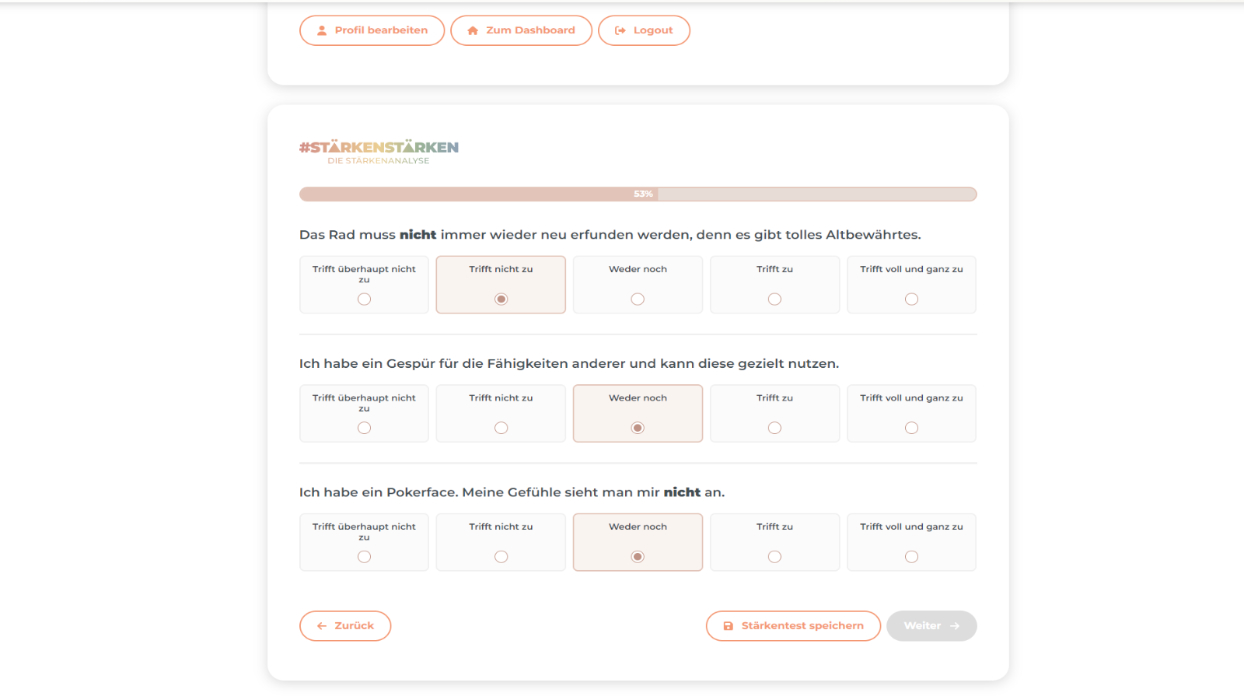 Profil bearbeiten Zum Dashboard Logout
#STÄRKENSTÄRKEN
DIE STÄRKENANALYSE
53%
Das Rad muss nicht immer wieder neu erfunden werden, denn es gibt tolles Altbewährtes.
Trifft überhaupt nicht zu
Trifft nicht zu
Weder noch
Trifft zu
Trifft voll und ganz zu
Ich habe ein Gespür für die Fähigkeiten anderer und kann diese gezielt nutzen.
Trifft überhaupt nicht zu
Trifft nicht zu
Weder noch
Trifft zu
Trifft voll und ganz zu
Ich habe ein Pokerface. Meine Gefühle sieht man mir nicht an.
Trifft überhaupt nicht zu
Trifft nicht zu
Weder noch
Trifft zu
Trifft voll und ganz zu
← Zurück Stärkentest speichern Weiter →